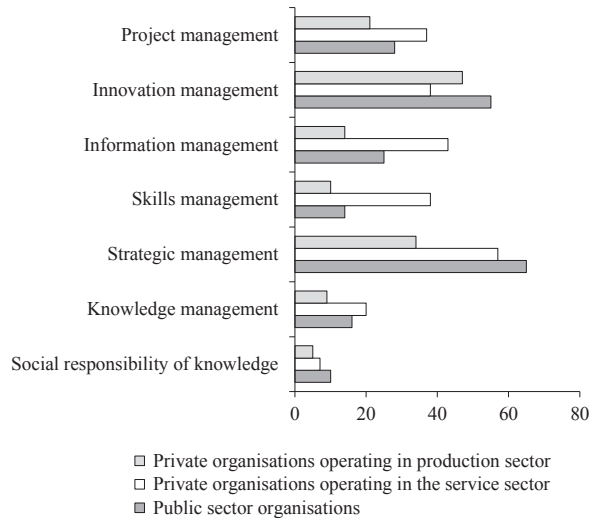 Project management
Innovation management
Information management
Skills management
Strategic management
Knowledge management
Social responsibility of knowledge
0 20 40 60 80
Private organisations operating in production sector
Private organisations operating in the service sector
Public sector organisations